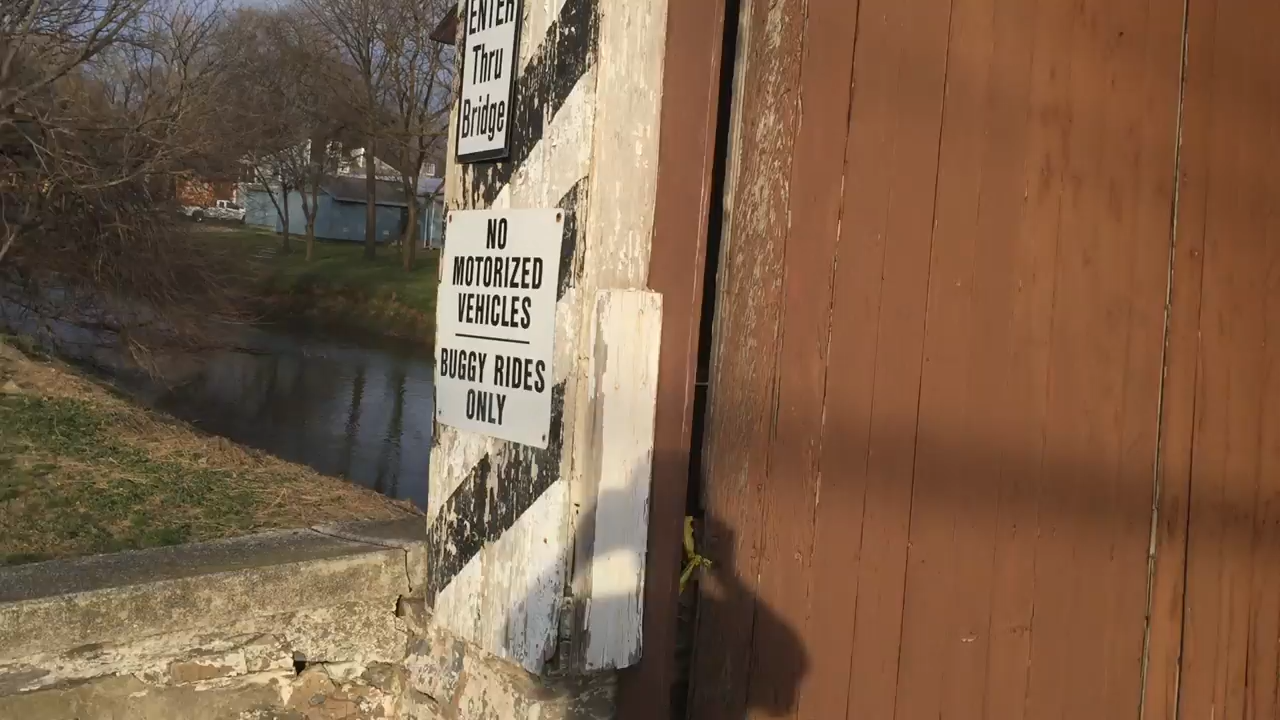 ENTER
Thru
Bridge
NO
MOTORIZED
VEHICLES
BUGGY RIDES
ONLY